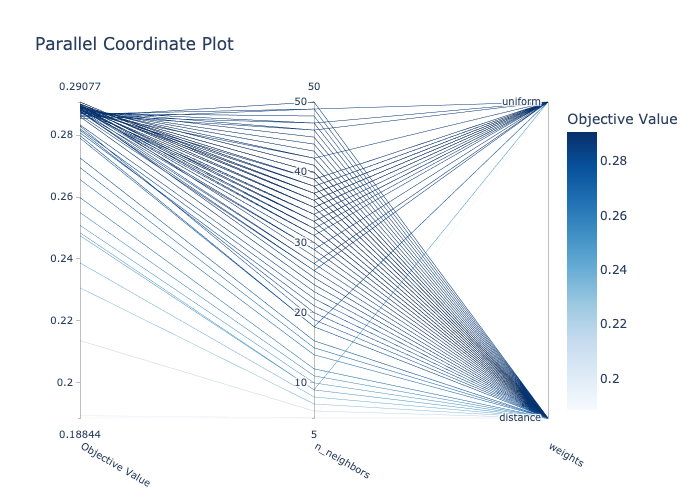 Parallel Coordinate Plot
0.29077
50
0.28
0.26
0.24
0.22
0.2
0.18844
Objective Value
50
40
30
20
10
5
n_neighbors
uniform
distance
weights
Objective Value
0.28
0.26
0.24
0.22
0.2